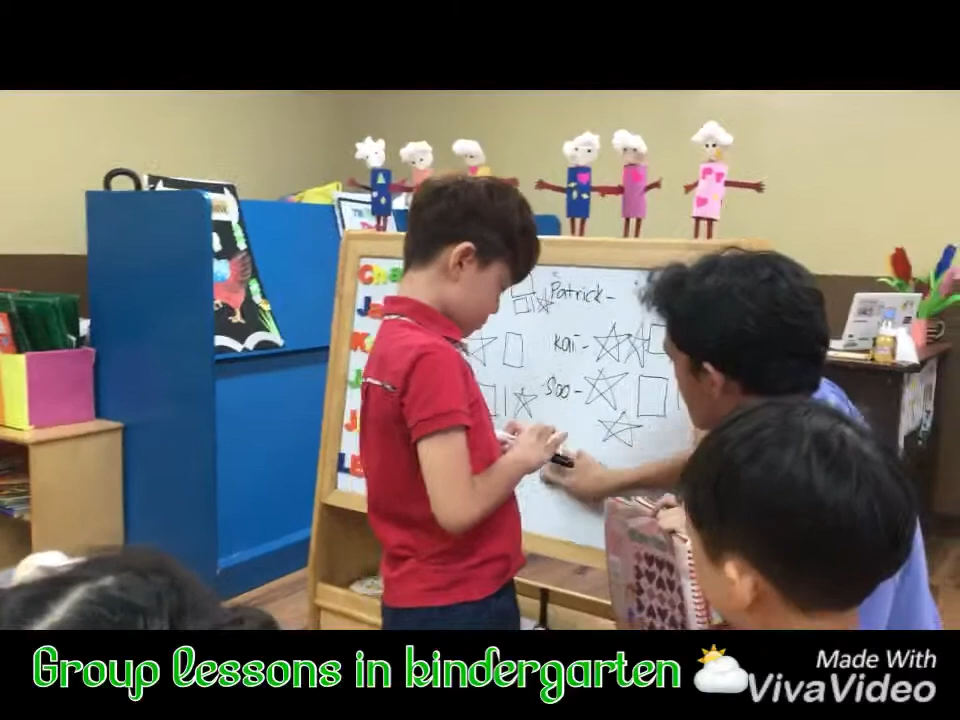 Patrick-
Kai-
Soo-
Group lessons in kindergarten
Made With
VivaVideo